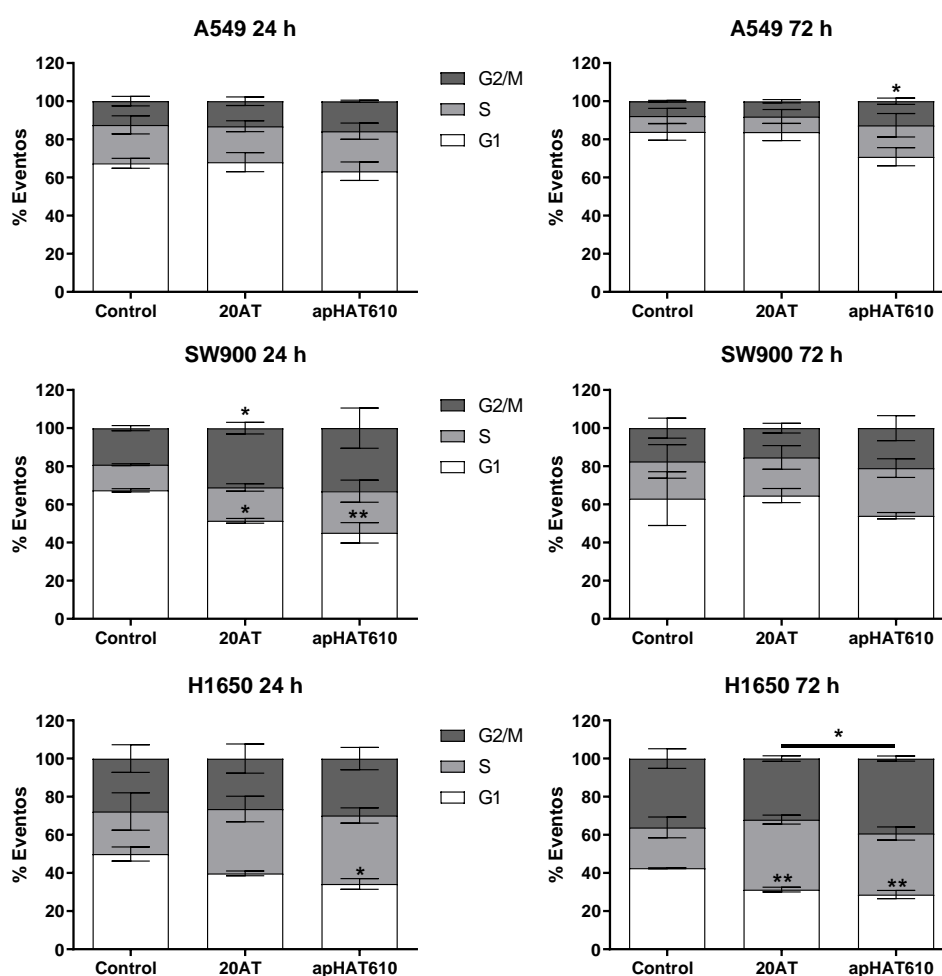 A549 24 h
120
100
80
60
40
20
0
% Eventos
Control
20AT
apHAT610
G2/M
S
G1
A549 72 h
120
100
80
60
40
20
0
% Eventos
*
Control
20AT
apHAT610
SW900 24 h
120
100
80
60
40
20
0
% Eventos
*
*
**
Control
20AT
apHAT610
G2/M
S
G1
SW900 72 h
120
100
80
60
40
20
0
% Eventos
Control
20AT
apHAT610
H1650 24 h
120
100
80
60
40
20
0
% Eventos
*
Control
20AT
apHAT610
G2/M
S
G1
H1650 72 h
120
100
80
60
40
20
0
% Eventos
*
**
**
Control
20AT
apHAT610